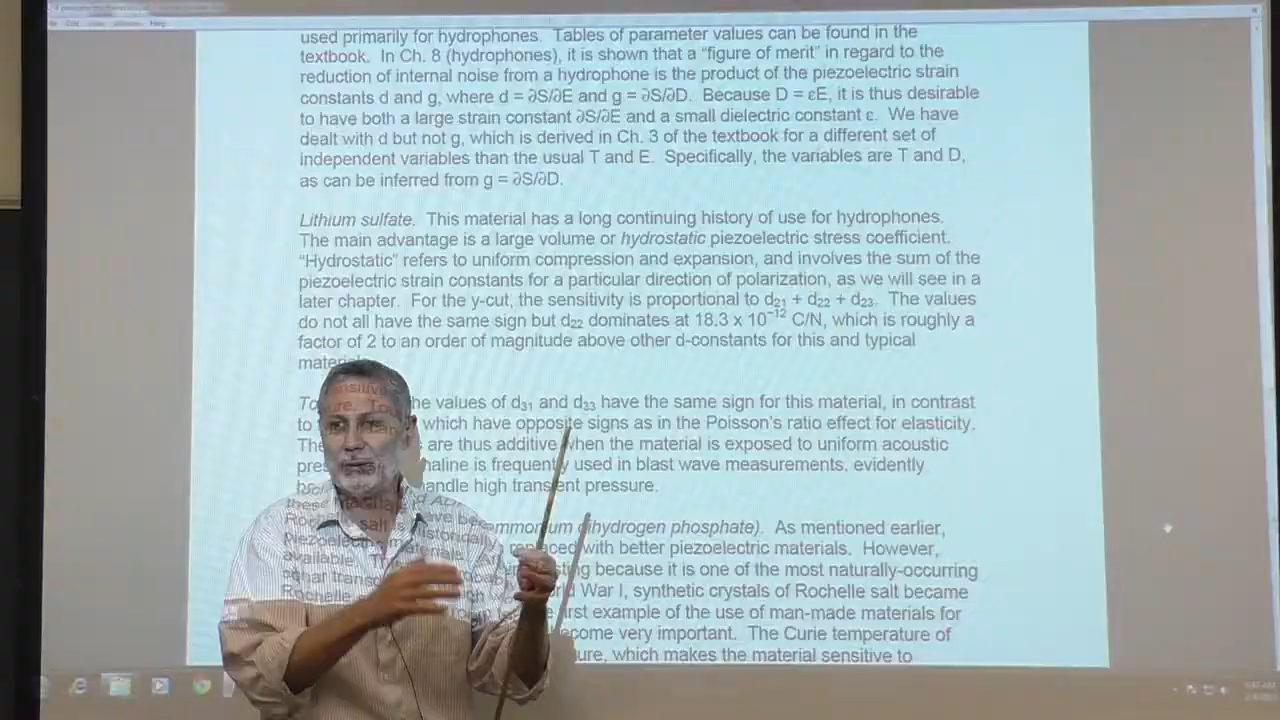 used primarily for hydrophones. Tables of parameter values can be found in the
textbook. In Ch. 8 (hydrophones), it is shown that a “figure of merit” in regard to the
reduction of internal noise from a hydrophone is the product of the piezoelectric strain
constants d and g, where d = ∂S/∂E and g = ∂S/∂D. Because D = εE, it is thus desirable
to have both a large strain constant ∂S/∂E and a small dielectric constant ε. We have
dealt with d but not g, which is derived in Ch. 3 of the textbook for a different set of
independent variables than the usual T and E. Specifically, the variables are T and D,
as can be inferred from g = ∂S/∂D.
Lithium sulfate. This material has a long continuing history of use for hydrophones.
The main advantage is a large volume or hydrostatic piezoelectric stress coefficient.
“Hydrostatic” refers to uniform compression and expansion, and involves the sum of the
piezoelectric strain constants for a particular direction of polarization, as we will see in a
later chapter. For the y-cut, the sensitivity is proportional to d₂₁ + d₂₂ + d₂₃. The values
do not all have the same sign but d₂₂ dominates at 18.3 x 10⁻¹² C/N, which is roughly a
factor of 2 to an order of magnitude above other d-constants for this and typical
he values of d₃₁ and d₃₃ have the same sign for this material, in contrast
to which have opposite signs as in the Poisson's ratio effect for elasticity.
are thus additive when the material is exposed to uniform acoustic
is frequently used in blast wave measurements, evidently
andle high transient pressure.
mmonium dihydrogen phosphate). As mentioned earlier,
with better piezoelectric materials. However,
because it is one of the most naturally-occurring
War I, synthetic crystals of Rochelle salt became
first example of the use of man-made materials for
become very important. The Curie temperature of
which makes the material sensitive to